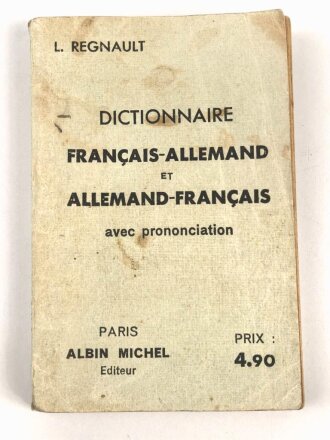 L. REGNAULT
DICTIONNAIRE
FRANÇAIS-ALLEMAND
ET
ALLEMAND-FRANÇAIS
avec prononciation
PARIS
ALBIN MICHEL
Editeur
PRIX :
4.90